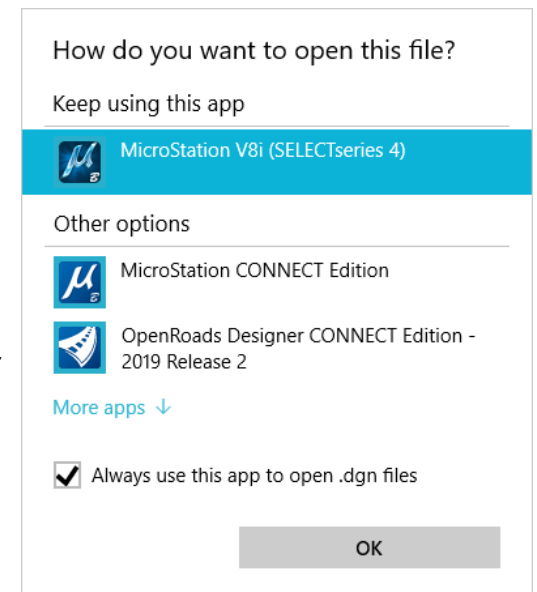 How do you want to open this file?
Keep using this app
MicroStation V8i (SELECTseries 4)
Other options
MicroStation CONNECT Edition
OpenRoads Designer CONNECT Edition -
2019 Release 2
More apps ↓
Always use this app to open .dgn files
OK